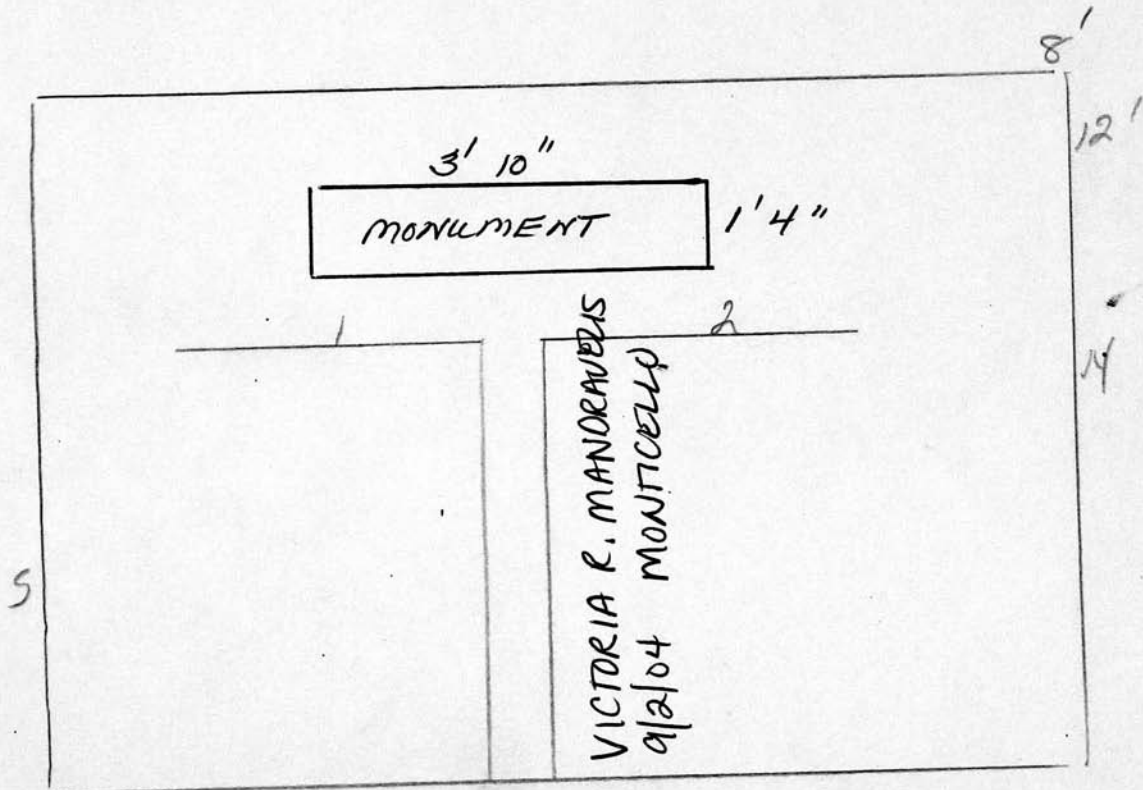 8'
12'
3' 10"
MONUMENT
1' 4"
1
2
N
S
VICTORIA R. MANDRAVELIS
9/2/04 MONTICELLO